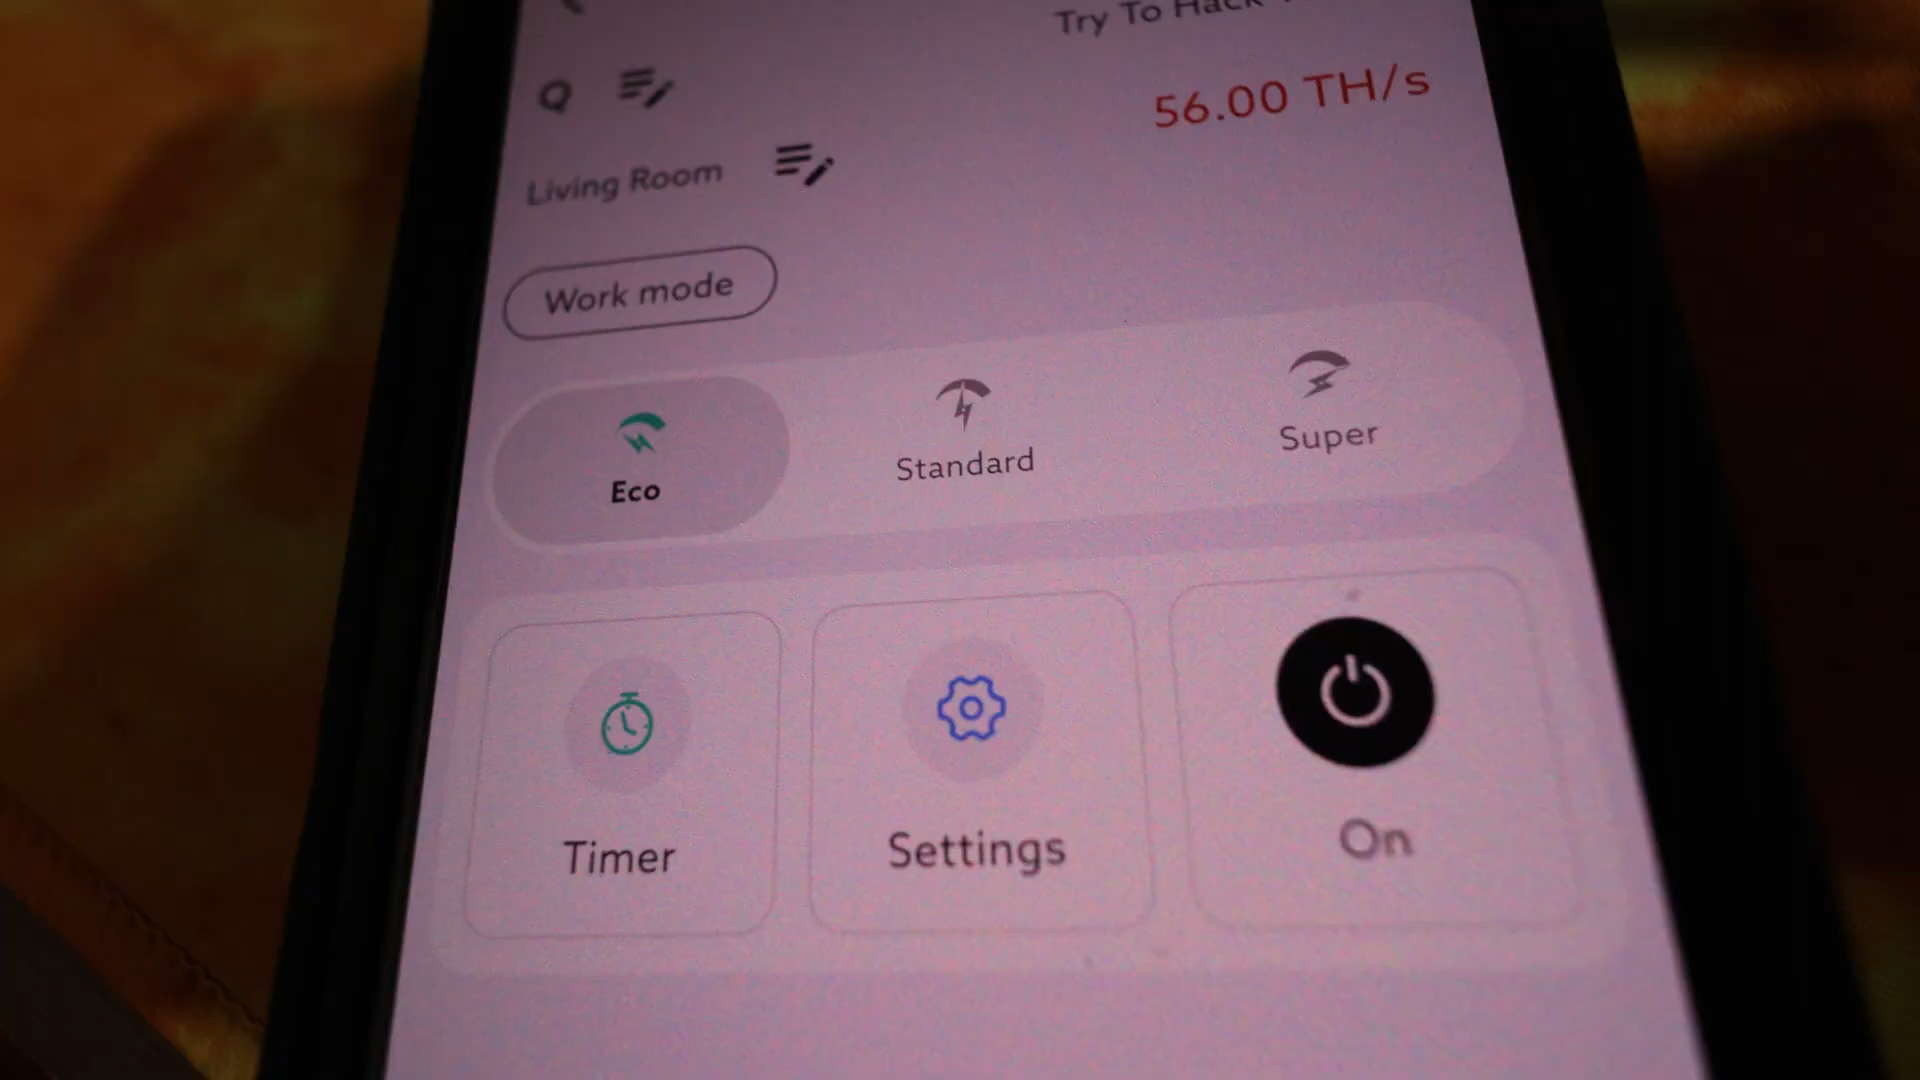 Try To Hack
Q
56.00 TH/s
Living Room
Work mode
Eco
Standard
Super
Timer
Settings
On